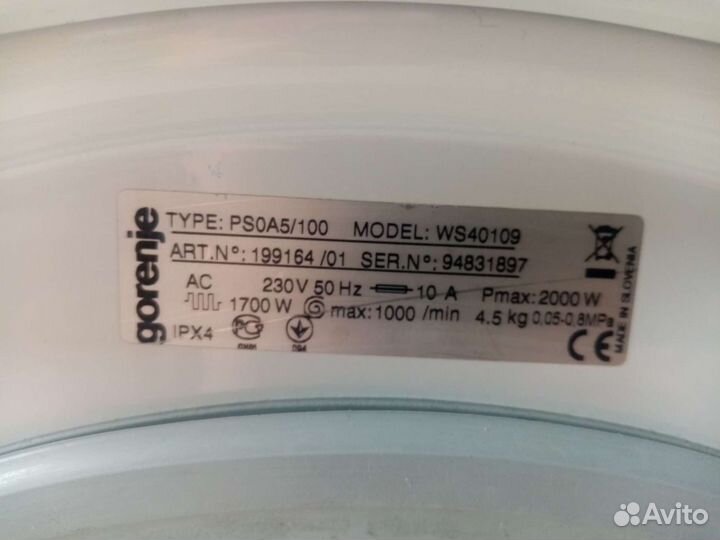 gorenje
TYPE: PS0A5/100 MODEL: WS40109
ART.N°: 199164 /01 SER.N°: 94831897
AC 230 V 50 Hz 10 A Pmax: 2000 W
1700 W max: 1000 /min 4.5 kg 0,05-0,8MPa
IPX4 CE
MADE IN SLOVENIA
Avito